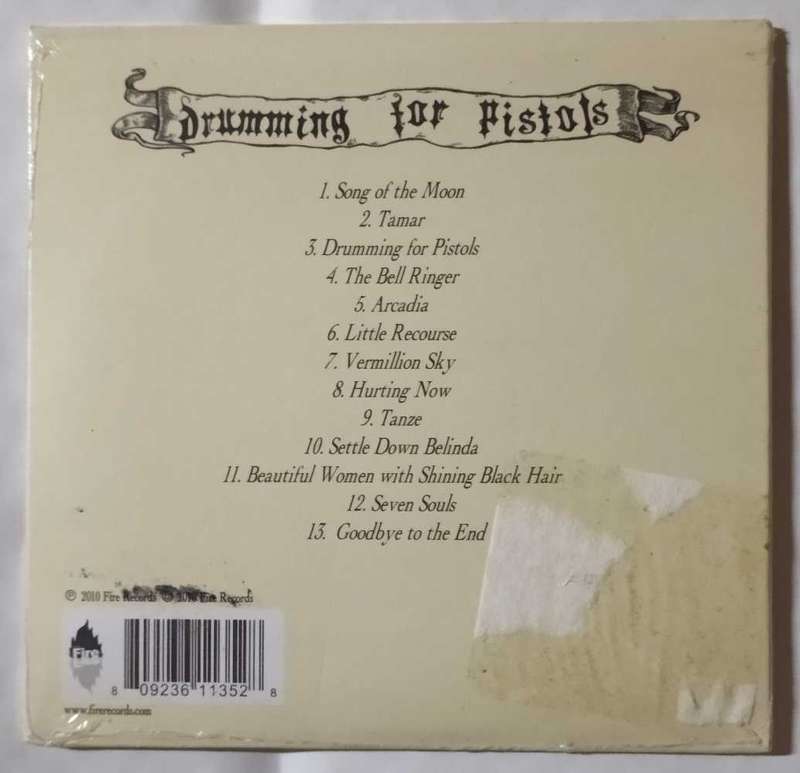 Drumming for Pistols
1. Song of the Moon
2. Tamar
3. Drumming for Pistols
4. The Bell Ringer
5. Arcadia
6. Little Recourse
7. Vermillion Sky
8. Hurting Now
9. Tanze
10. Settle Down Belinda
11. Beautiful Women with Shining Black Hair
12. Seven Souls
13. Goodbye to the End
℗ 2010 Fire Records © 2010 Fire Records
Fire
8 09236 11352 8
www.firerecords.com